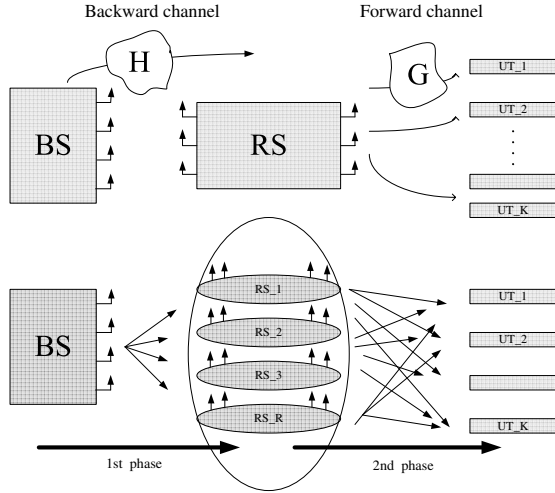 Backward channel
Forward channel
H
G
UT_1
BS
RS
UT_2
UT_K
RS_1
UT_1
BS
RS_2
UT_2
RS_3
RS_R
UT_K
1st phase
2nd phase